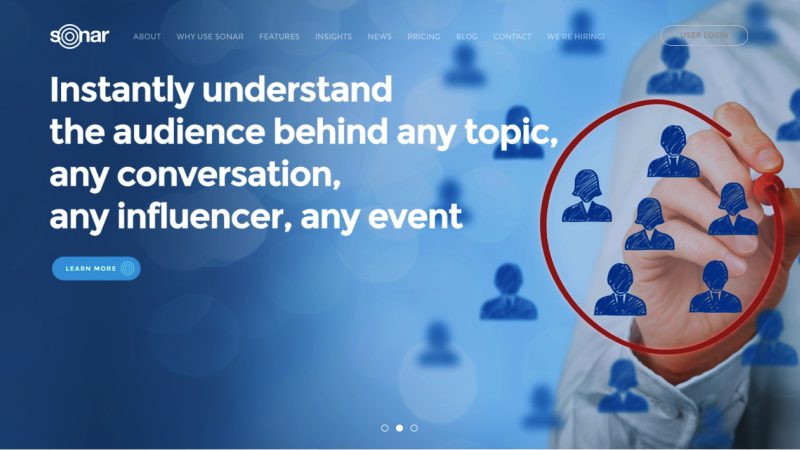 sonar
ABOUT WHY USE SONAR FEATURES INSIGHTS NEWS PRICING BLOG CONTACT WE'RE HIRING! USER LOGIN
Instantly understand
the audience behind any topic,
any conversation,
any influencer, any event
LEARN MORE